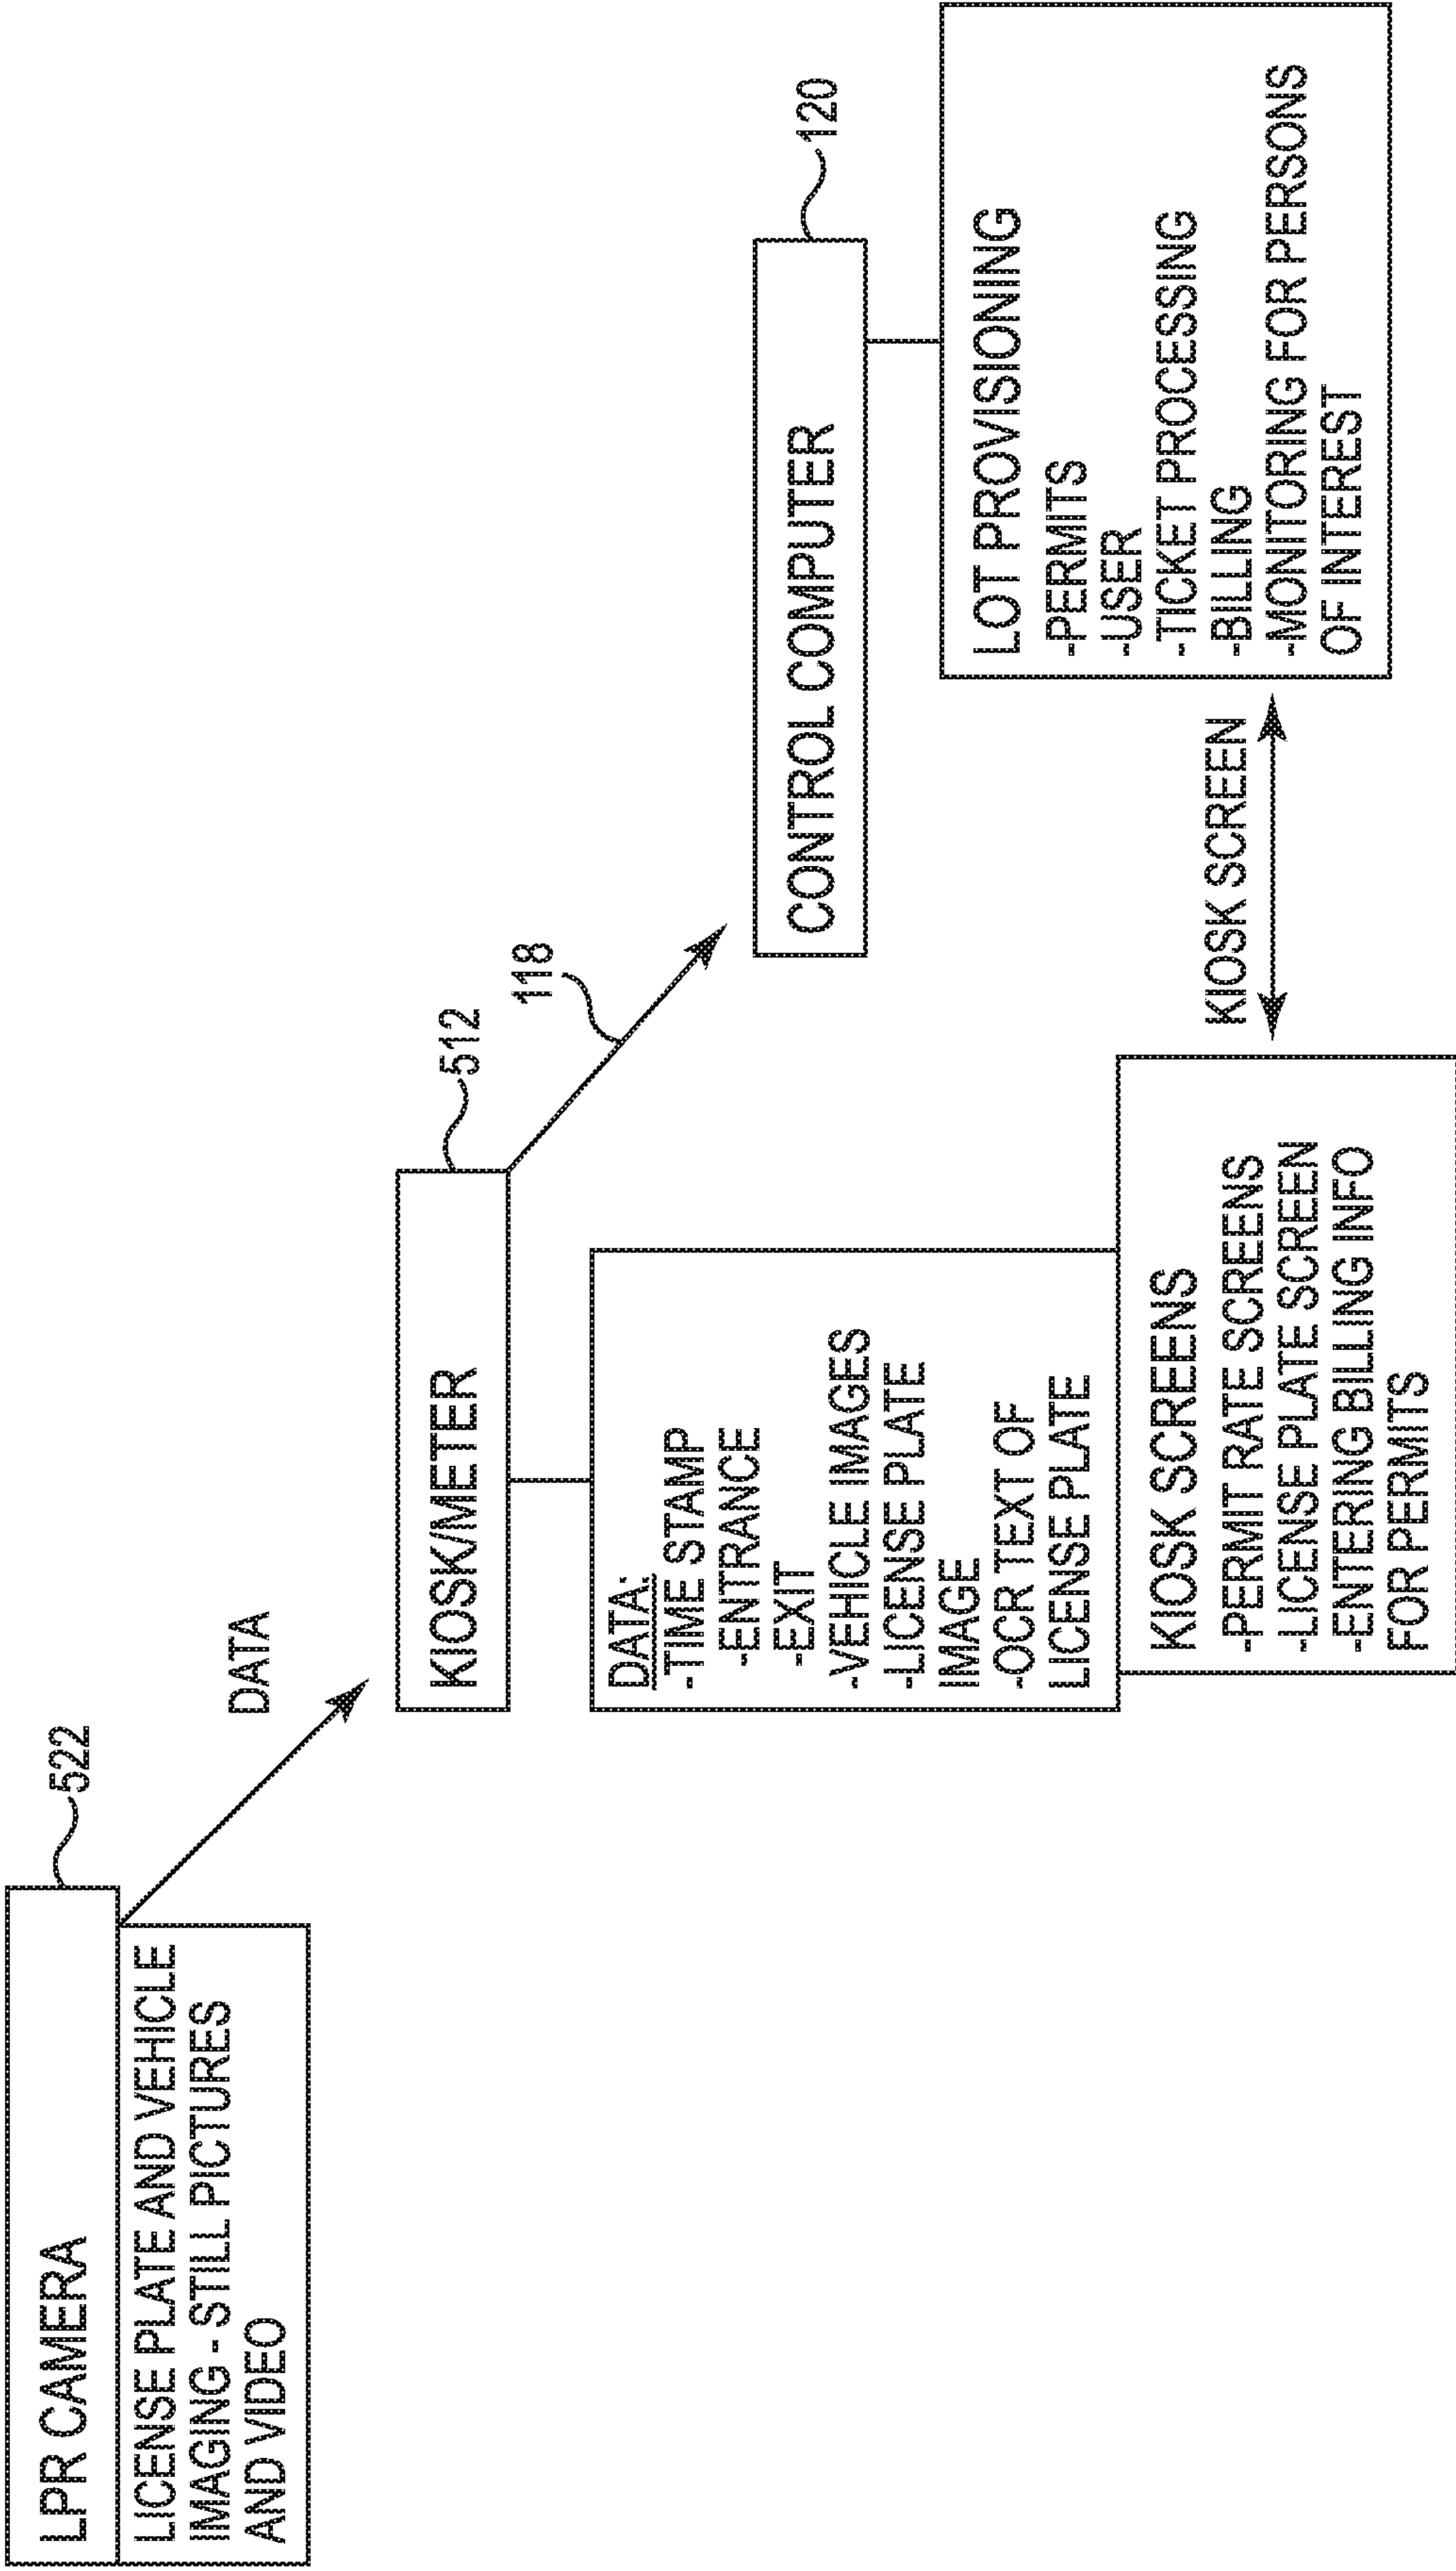 LPR CAMERA
522
LICENSE PLATE AND VEHICLE
IMAGING - STILL PICTURES
AND VIDEO
DATA
KIOSK/METER
512
118
DATA:
- TIME STAMP
-ENTRANCE
-EXIT
-VEHICLE IMAGES
-LICENSE PLATE
IMAGE
-OCR TEXT OF
LICENSE PLATE
KIOSK SCREENS
-PERMIT RATE SCREENS
-LICENSE PLATE SCREEN
-ENTERING BILLING INFO
FOR PERMITS
CONTROL COMPUTER
120
LOT PROVISIONING
-PERMITS
-USER
-TICKET PROCESSING
-BILLING
-MONITORING FOR PERSONS
OF INTEREST
KIOSK SCREEN